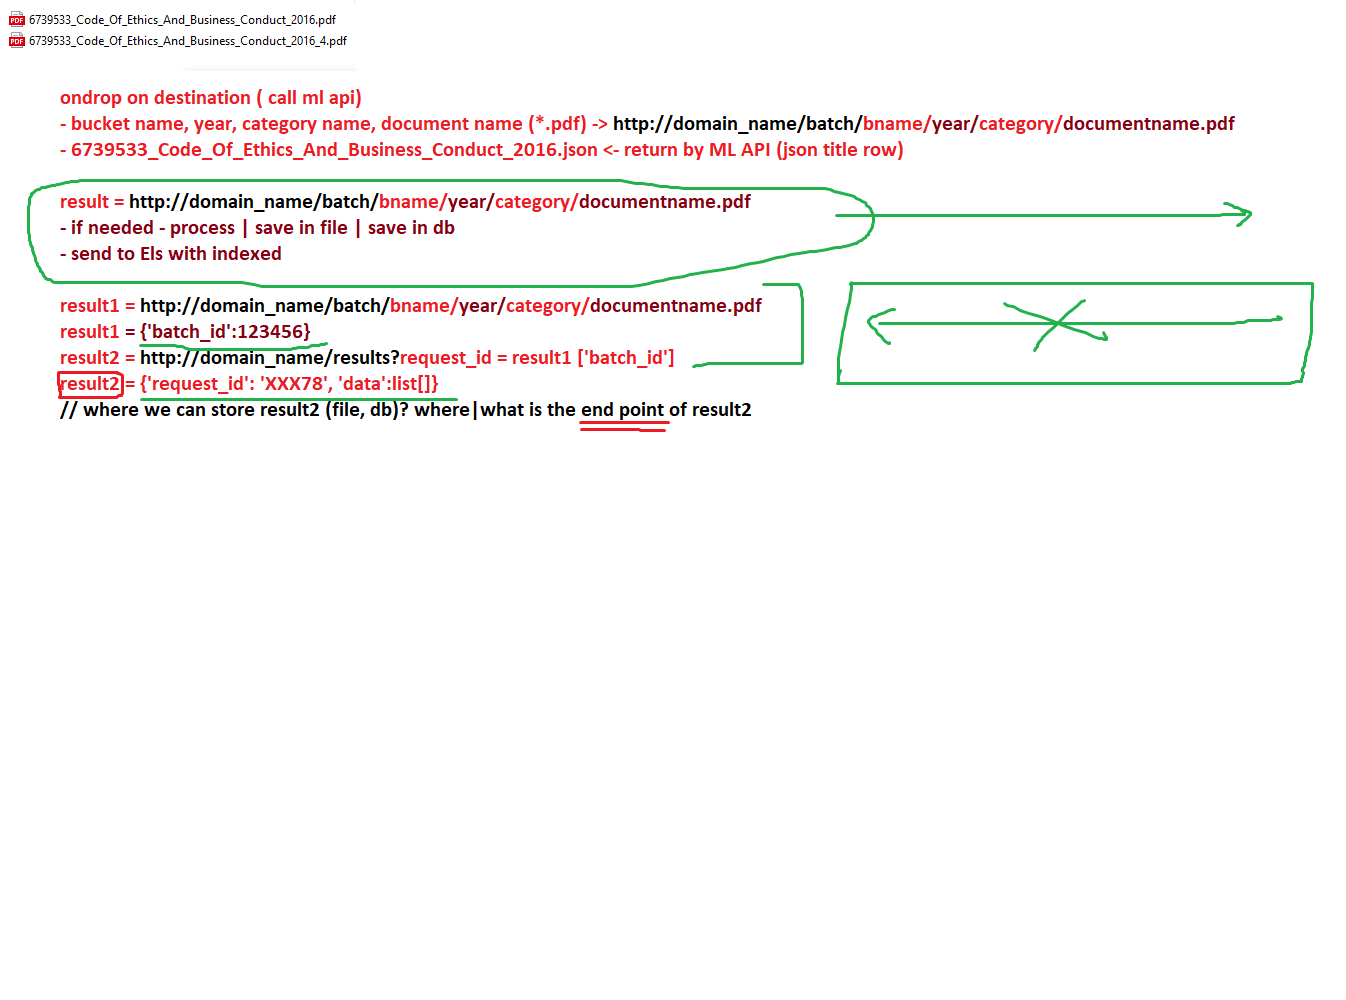 PDF 6739533_Code_Of_Ethics_And_Business_Conduct_2016.pdf
PDF 6739533_Code_Of_Ethics_And_Business_Conduct_2016_4.pdf
ondrop on destination ( call ml api)
- bucket name, year, category name, document name (*.pdf) -> http://domain_name/batch/bname/year/category/documentname.pdf
- 6739533_Code_Of_Ethics_And_Business_Conduct_2016.json <- return by ML API (json title row)
result = http://domain_name/batch/bname/year/category/documentname.pdf
- if needed - process | save in file | save in db
- send to Els with indexed
result1 = http://domain_name/batch/bname/year/category/documentname.pdf
result1 = {'batch_id':123456}
result2 = http://domain_name/results?request_id = result1 ['batch_id']
result2 = {'request_id': 'XXX78', 'data':list[]}
// where we can store result2 (file, db)? where|what is the end point of result2